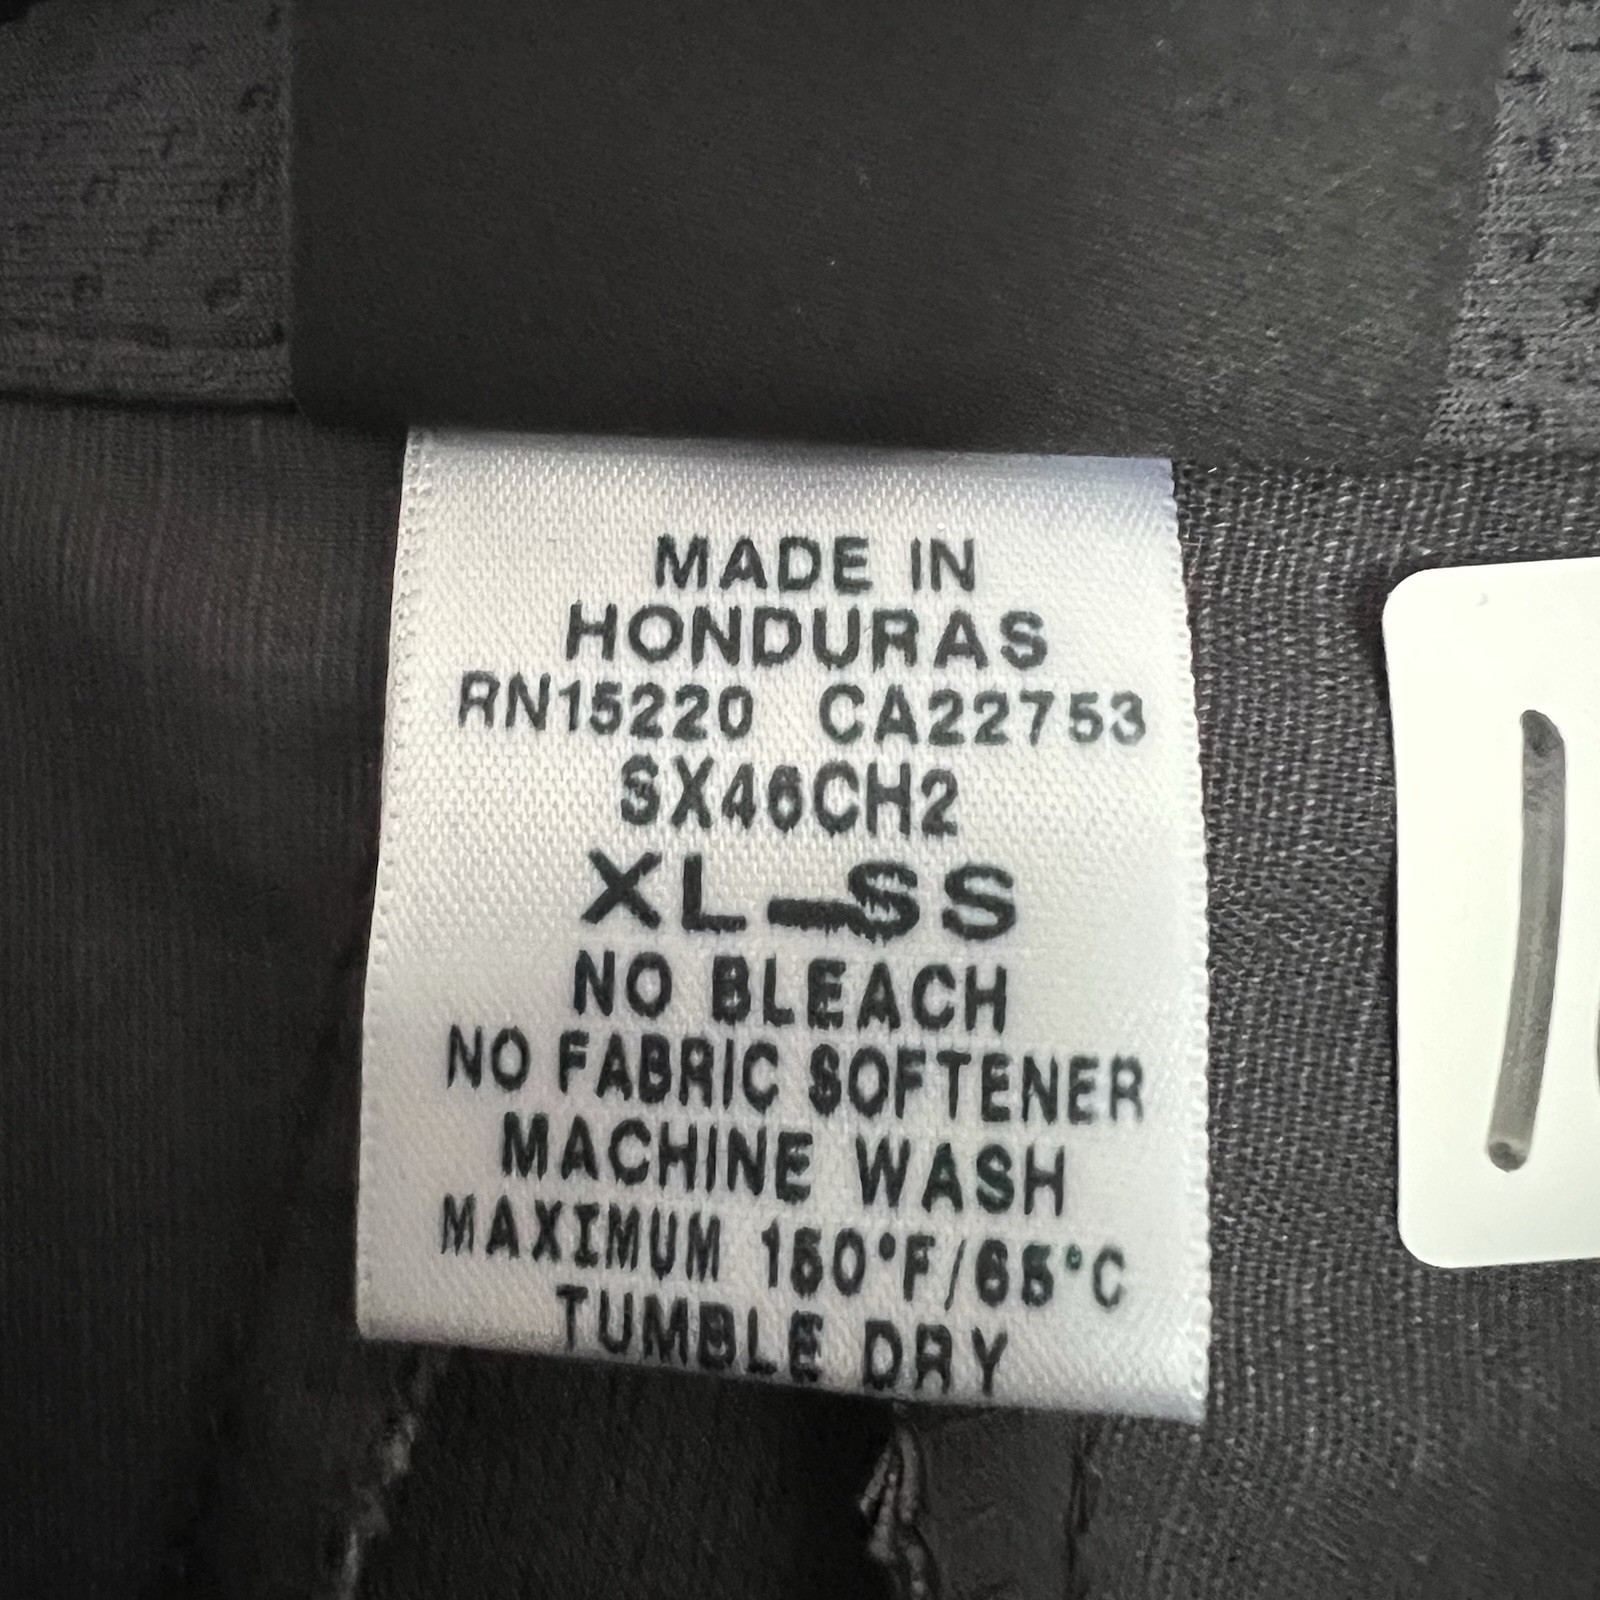 MADE IN
HONDURAS
RN15220 CA22753
SX46CH2
XL-SS
NO BLEACH
NO FABRIC SOFTENER
MACHINE WASH
MAXIMUM 150°F/65°C
TUMBLE DRY